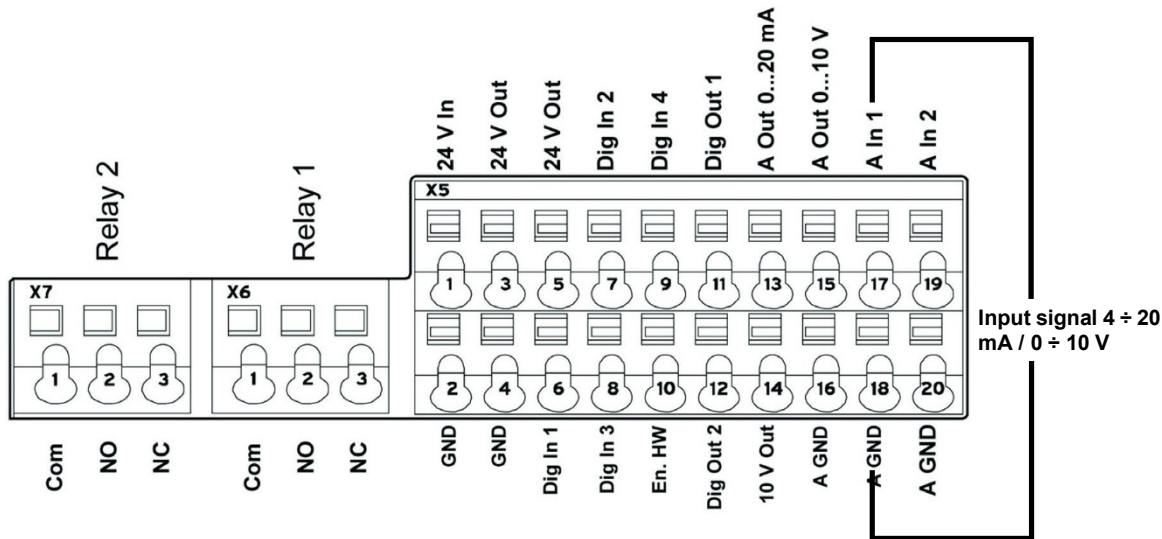 Relay 2
Relay 1
24 V In
24 V Out
24 V Out
Dig In 2
Dig In 4
Dig Out 1
A Out 0...20 mA
A Out 0...10 V
A In 1
A In 2
X5
1 3 5 7 9 11 13 15 17 19
X7
X6
Input signal 4 ÷ 20
mA / 0 ÷ 10 V
1 2 3
1 2 3
2 4 6 8 10 12 14 16 18 20
Com
NO
NC
Com
NO
NC
GND
GND
Dig In 1
Dig In 3
En. HW
Dig Out 2
10 V Out
A GND
A GND
A GND